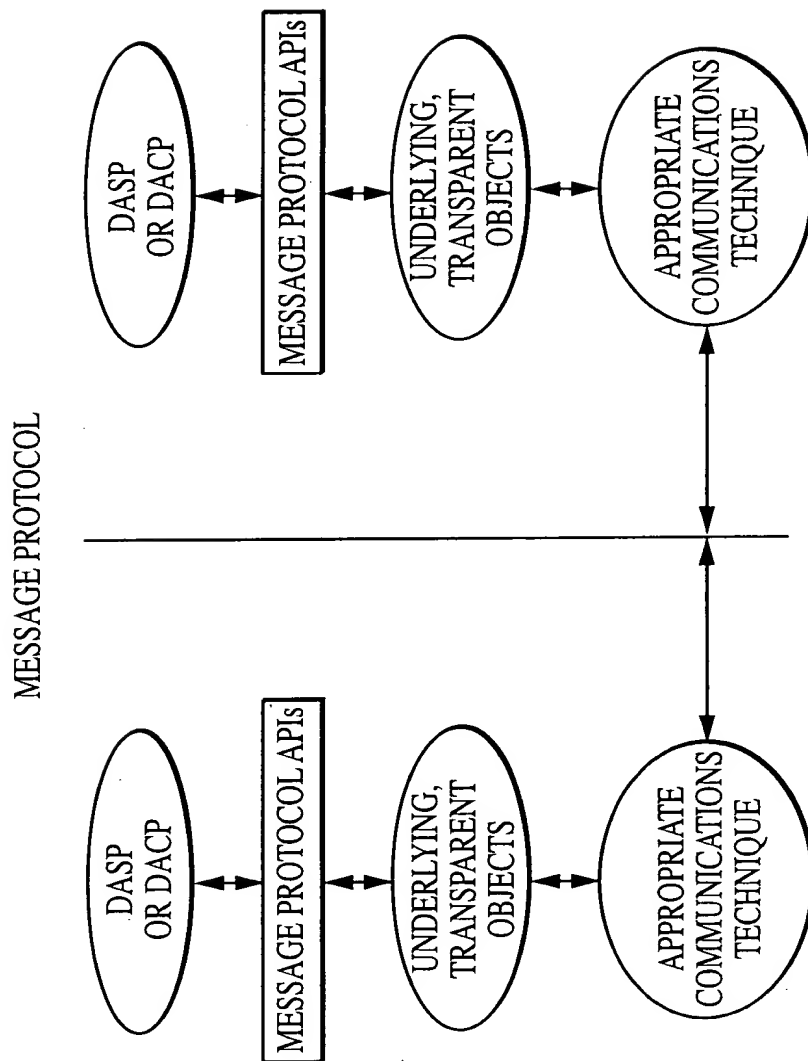 MESSAGE PROTOCOL
DASP
OR DACP
MESSAGE PROTOCOL APIs
UNDERLYING,
TRANSPARENT
OBJECTS
APPROPRIATE
COMMUNICATIONS
TECHNIQUE
DASP
OR DACP
MESSAGE PROTOCOL APIs
UNDERLYING,
TRANSPARENT
OBJECTS
APPROPRIATE
COMMUNICATIONS
TECHNIQUE